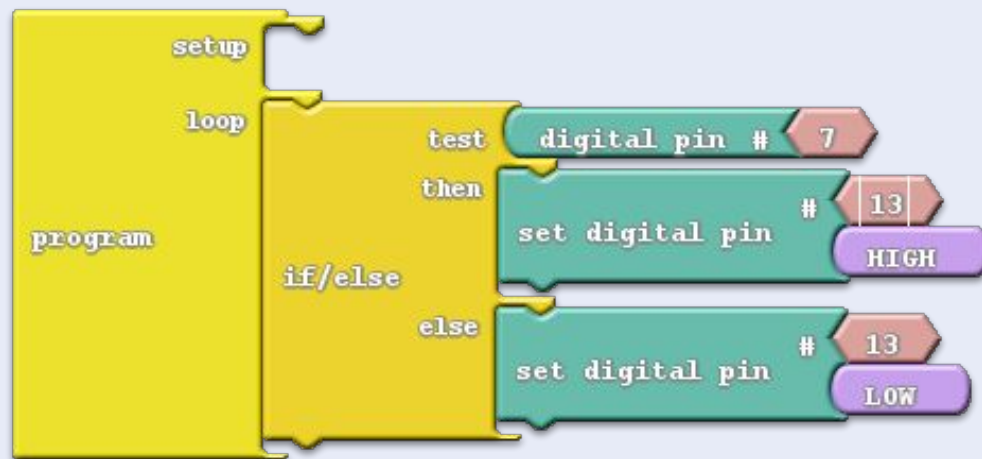 setup
loop
program
if/else
test
digital pin # 7
then
set digital pin # 13
HIGH
else
set digital pin # 13
LOW